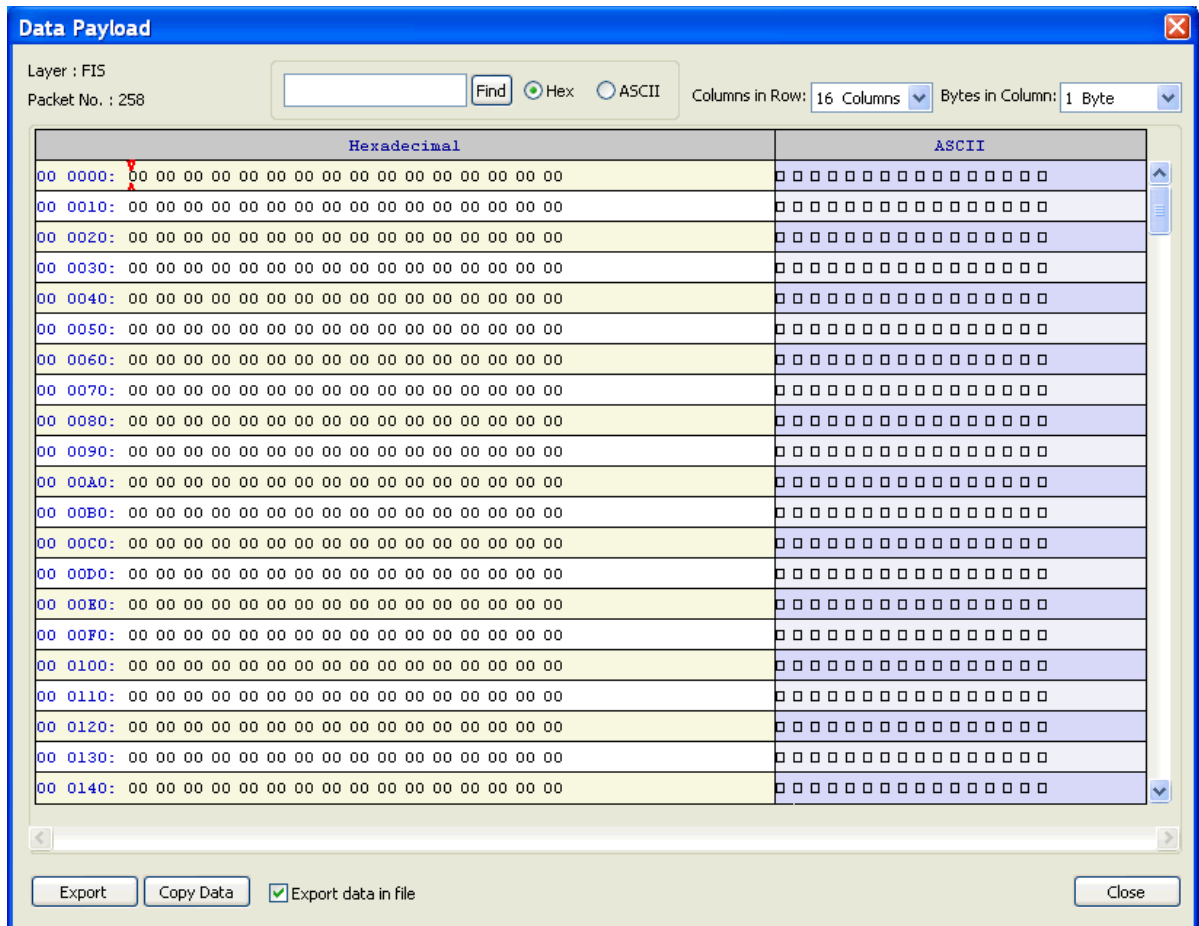 Data Payload
Layer : FIS
Packet No. : 258
Find Hex ASCII Columns in Row: 16 Columns Bytes in Column: 1 Byte
Hexadecimal ASCII
00 0000: 00 00 00 00 00 00 00 00 00 00 00 00 00 00 00 00
00 0010: 00 00 00 00 00 00 00 00 00 00 00 00 00 00 00 00
00 0020: 00 00 00 00 00 00 00 00 00 00 00 00 00 00 00 00
00 0030: 00 00 00 00 00 00 00 00 00 00 00 00 00 00 00 00
00 0040: 00 00 00 00 00 00 00 00 00 00 00 00 00 00 00 00
00 0050: 00 00 00 00 00 00 00 00 00 00 00 00 00 00 00 00
00 0060: 00 00 00 00 00 00 00 00 00 00 00 00 00 00 00 00
00 0070: 00 00 00 00 00 00 00 00 00 00 00 00 00 00 00 00
00 0080: 00 00 00 00 00 00 00 00 00 00 00 00 00 00 00 00
00 0090: 00 00 00 00 00 00 00 00 00 00 00 00 00 00 00 00
00 00A0: 00 00 00 00 00 00 00 00 00 00 00 00 00 00 00 00
00 00B0: 00 00 00 00 00 00 00 00 00 00 00 00 00 00 00 00
00 00C0: 00 00 00 00 00 00 00 00 00 00 00 00 00 00 00 00
00 00D0: 00 00 00 00 00 00 00 00 00 00 00 00 00 00 00 00
00 00E0: 00 00 00 00 00 00 00 00 00 00 00 00 00 00 00 00
00 00F0: 00 00 00 00 00 00 00 00 00 00 00 00 00 00 00 00
00 0100: 00 00 00 00 00 00 00 00 00 00 00 00 00 00 00 00
00 0110: 00 00 00 00 00 00 00 00 00 00 00 00 00 00 00 00
00 0120: 00 00 00 00 00 00 00 00 00 00 00 00 00 00 00 00
00 0130: 00 00 00 00 00 00 00 00 00 00 00 00 00 00 00 00
00 0140: 00 00 00 00 00 00 00 00 00 00 00 00 00 00 00 00
Export Copy Data Export data in file Close